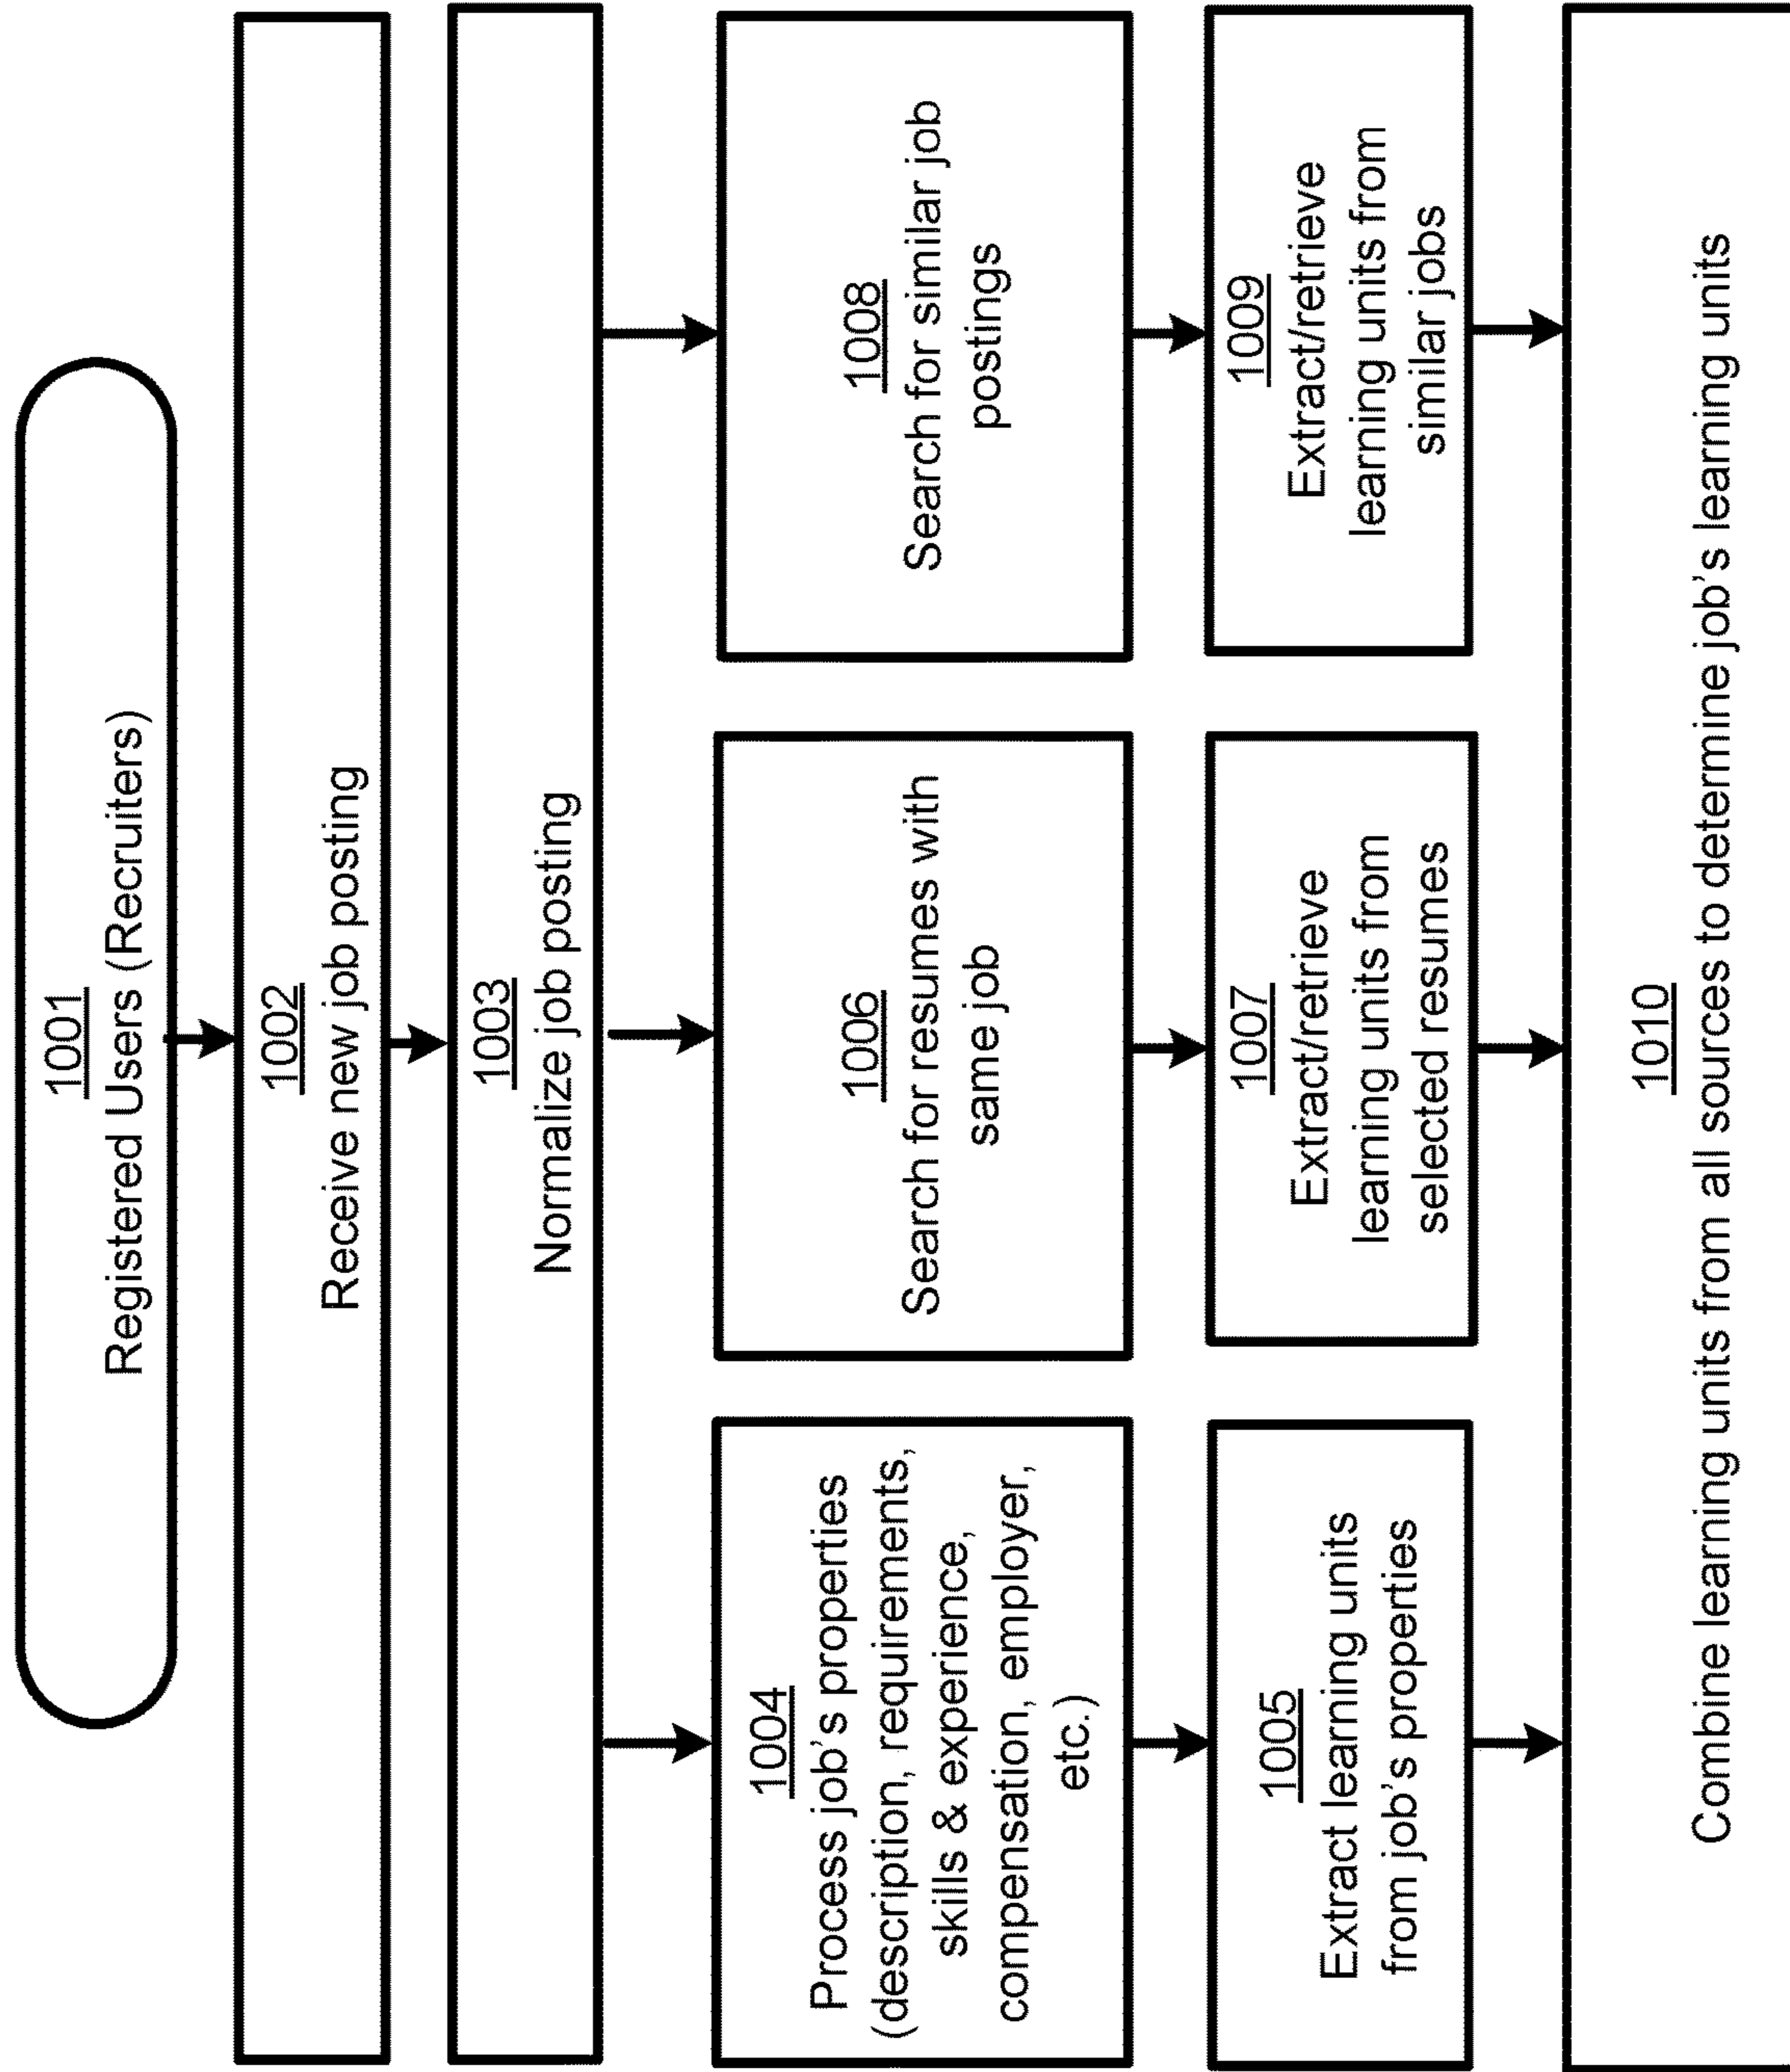 1001
Registered Users (Recruiters)
1002
Receive new job posting
1003
Normalize job posting
1004
Process job's properties
(description, requirements,
skills & experience,
compensation, employer,
etc.)
1005
Extract learning units
from job's properties
1006
Search for resumes with
same job
1007
Extract/retrieve
learning units from
selected resumes
1008
Search for similar job
postings
1009
Extract/retrieve
learning units from
similar jobs
1010
Combine learning units from all sources to determine job's learning units